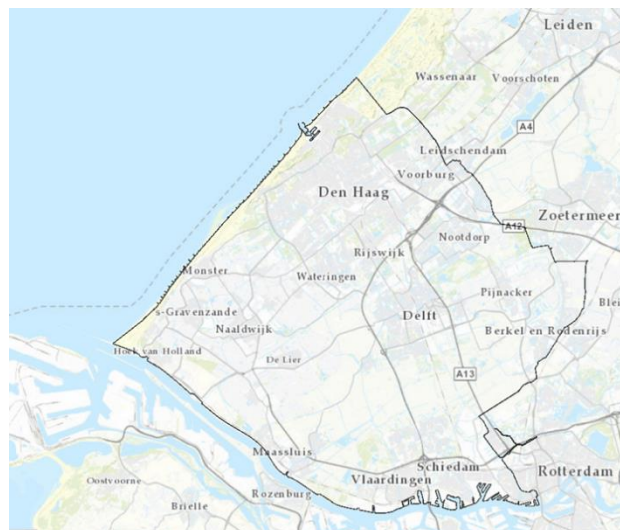 Leiden
Wassenaar
Voorschoten
A4
Leidschendam
Voorburg
Den Haag
Zoetermeer
A12
Nootdorp
Rijswijk
Monster
Wateringen
Pijnacker
Blei
's-Gravenzande
Delft
Naaldwijk
Berkel en Rodenrijs
Hoek van Holland
De Lier
A13
Maassluis
Schiedam
Rotterdam
Oostvoorne
Vlaardingen
Rozenburg
Brielle